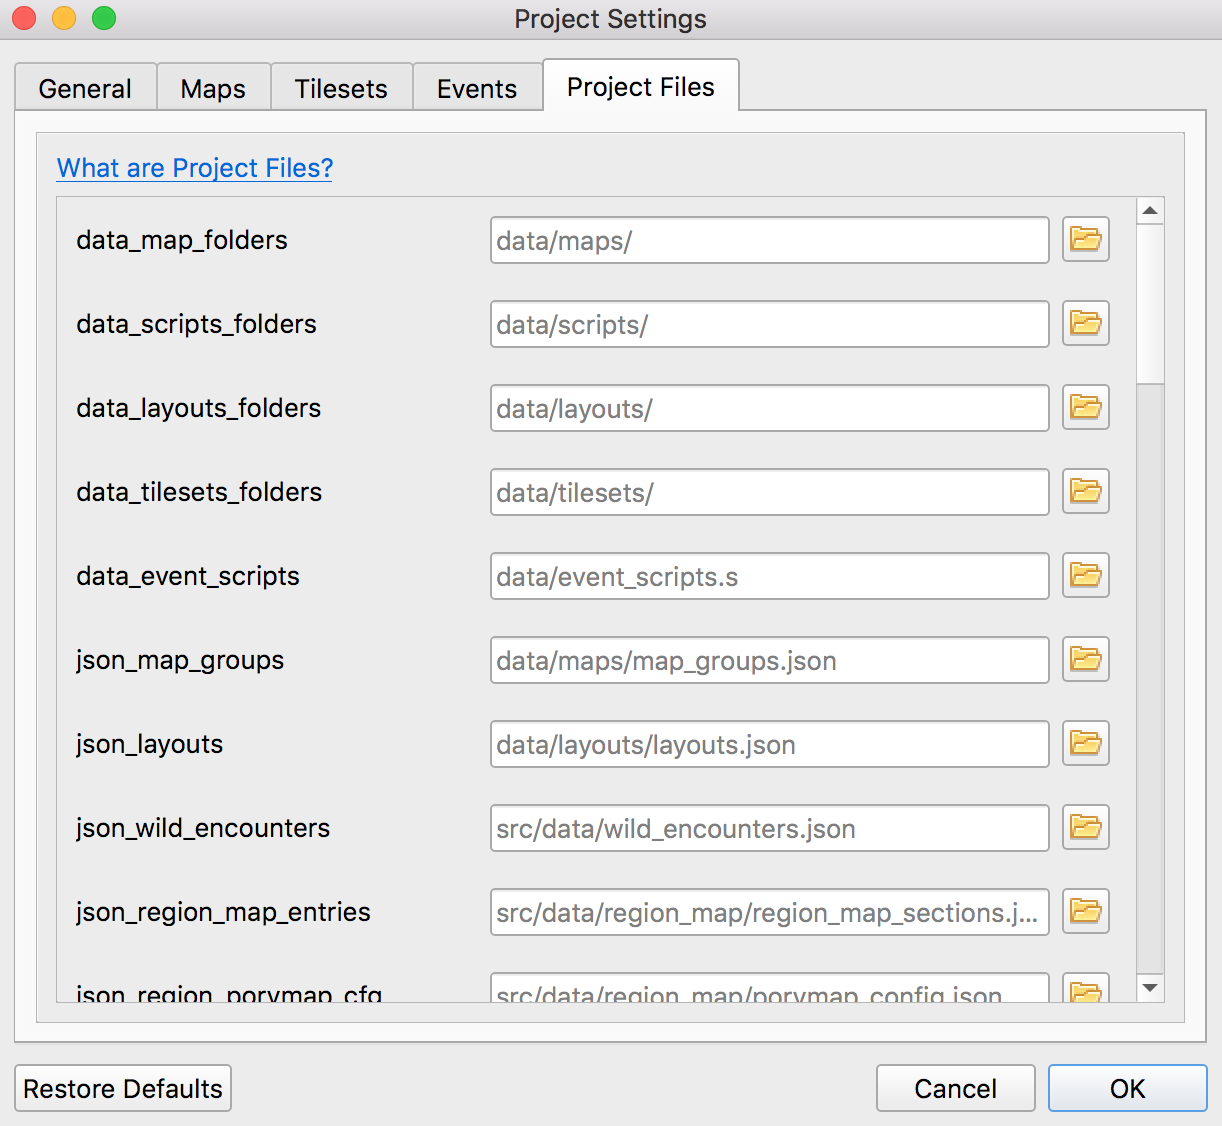 Project Settings
General Maps Tilesets Events Project Files
What are Project Files?
data_map_folders data/maps/
data_scripts_folders data/scripts/
data_layouts_folders data/layouts/
data_tilesets_folders data/tilesets/
data_event_scripts data/event_scripts.s
json_map_groups data/maps/map_groups.json
json_layouts data/layouts/layouts.json
json_wild_encounters src/data/wild_encounters.json
json_region_map_entries src/data/region_map/region_map_sections.j...
json_region_porymap_cfg src/data/region_map/porymap_config.json
Restore Defaults Cancel OK